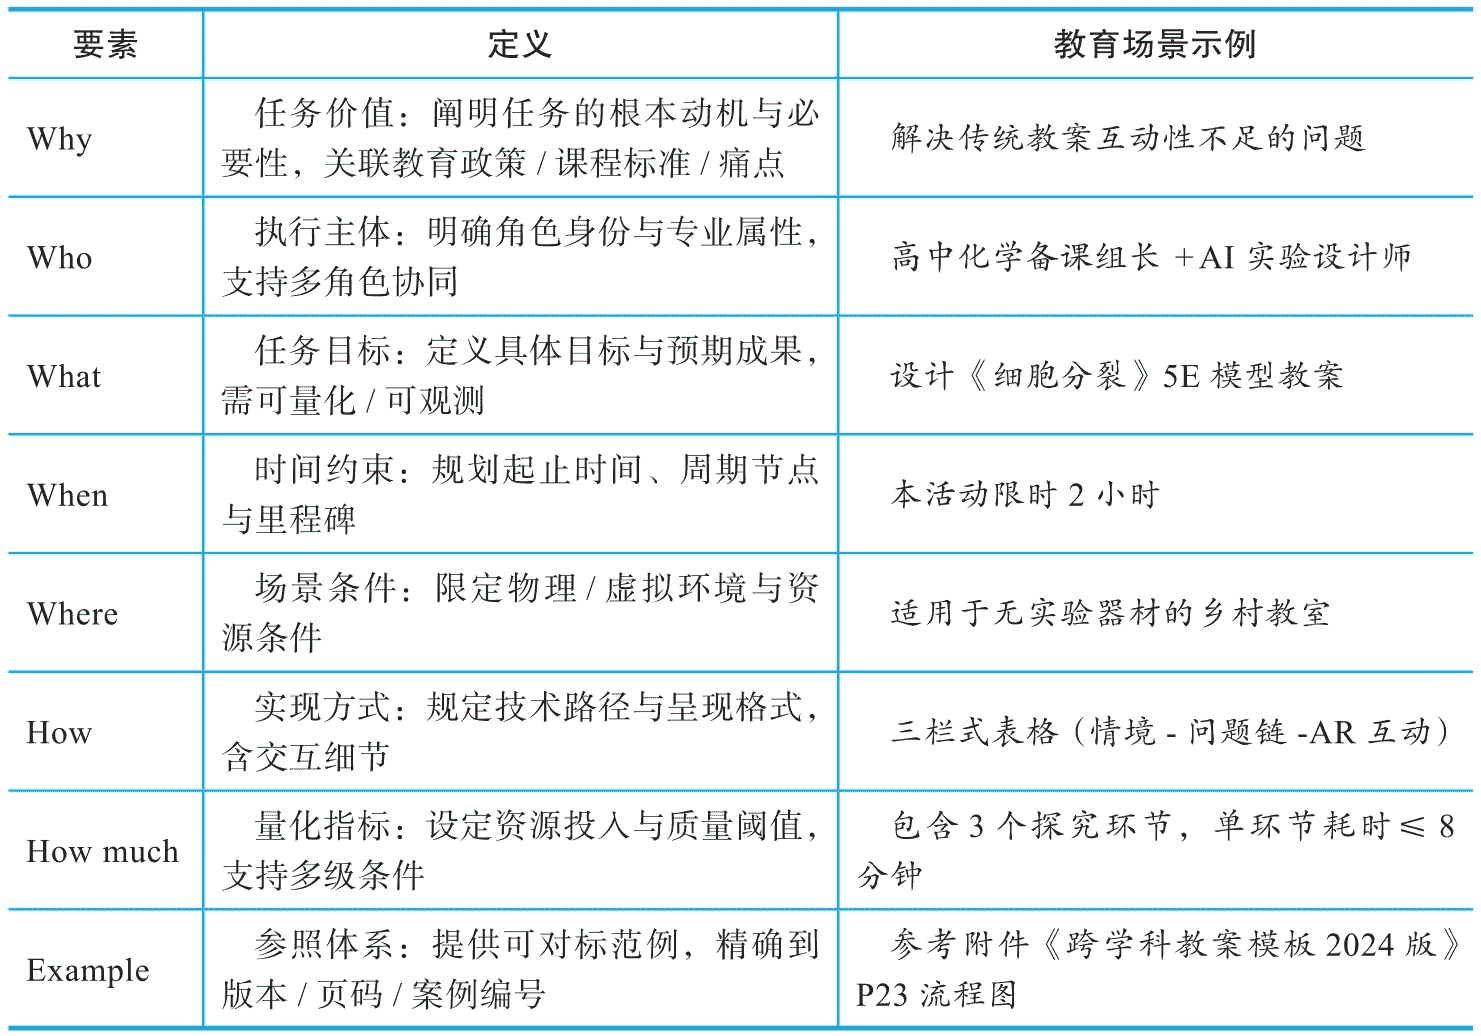 要素 定义 教育场景示例
Why
任务价值：阐明任务的根本动机与必
要性，关联教育政策 / 课程标准 / 痛点
解决传统教案互动性不足的问题
Who
执行主体：明确角色身份与专业属性，
支持多角色协同
高中化学备课组长 +AI 实验设计师
What
任务目标：定义具体目标与预期成果，
需可量化 / 可观测
设计《细胞分裂》5E 模型教案
When
时间约束：规划起止时间、周期节点
与里程碑
本活动限时 2 小时
Where
场景条件：限定物理 / 虚拟环境与资
源条件
适用于无实验器材的乡村教室
How
实现方式：规定技术路径与呈现格式，
含交互细节
三栏式表格（情境 - 问题链 -AR 互动）
How much
量化指标：设定资源投入与质量阈值，
支持多级条件
包含 3 个探究环节，单环节耗时 ≤ 8
分钟
Example
参照体系：提供可对标范例，精确到
版本 / 页码 / 案例编号
参考附件《跨学科教案模板 2024 版》
P23 流程图